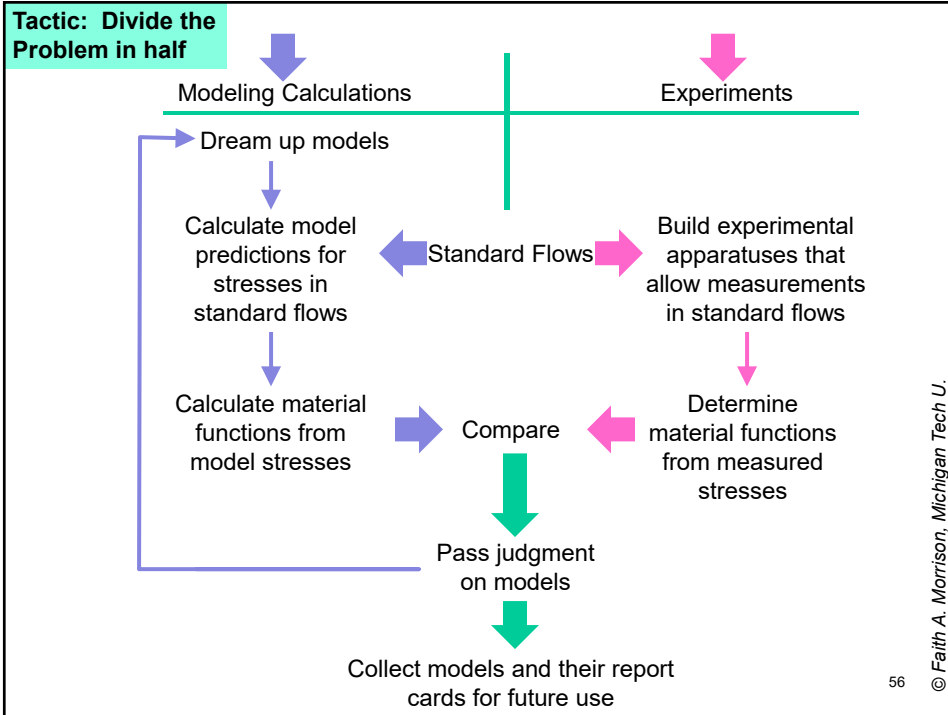 Tactic: Divide the
Problem in half
Modeling Calculations
Experiments
Dream up models
Calculate model
predictions for
stresses in
standard flows
Standard Flows
Build experimental
apparatuses that
allow measurements
in standard flows
Calculate material
functions from
model stresses
Compare
Determine
material functions
from measured
stresses
Pass judgment
on models
Collect models and their report
cards for future use
56
© Faith A. Morrison, Michigan Tech U.